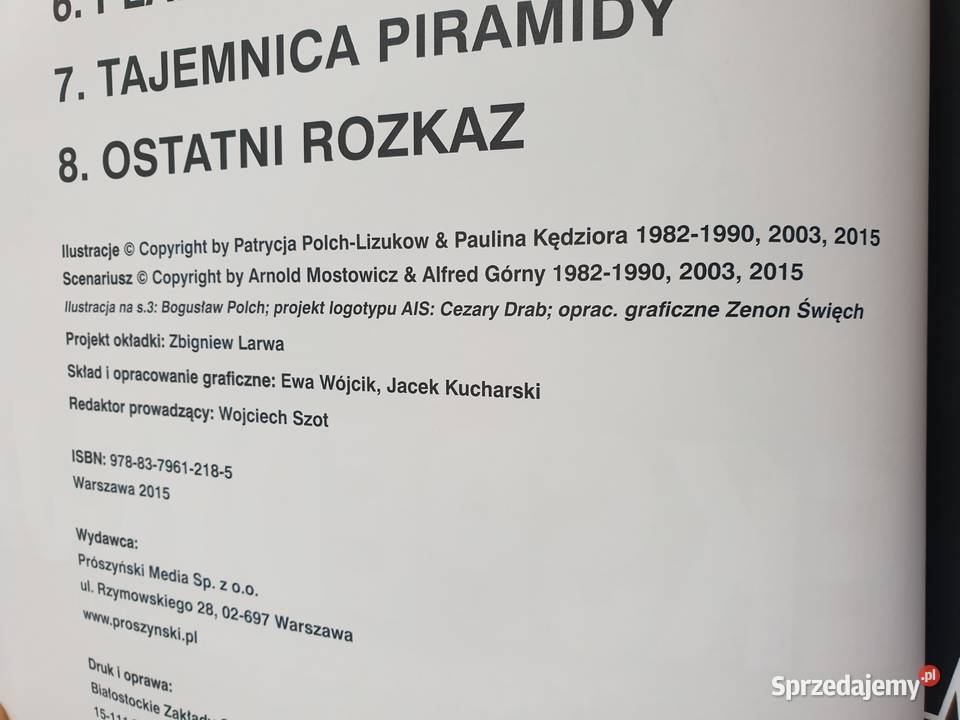 6.
7. TAJEMNICA PIRAMIDY
8. OSTATNI ROZKAZ
Ilustracje © Copyright by Patrycja Polch-Lizukow & Paulina Kędziora 1982-1990, 2003, 2015
Scenariusz © Copyright by Arnold Mostowicz & Alfred Górny 1982-1990, 2003, 2015
Ilustracja na s.3: Bogusław Polch; projekt logotypu AIS: Cezary Drab; oprac. graficzne Zenon Święch
Projekt okładki: Zbigniew Larwa
Skład i opracowanie graficzne: Ewa Wójcik, Jacek Kucharski
Redaktor prowadzący: Wojciech Szot
ISBN: 978-83-7961-218-5
Warszawa 2015
Wydawca:
Prószyński Media Sp. z o.o.
ul. Rzymowskiego 28, 02-697 Warszawa
www.proszynski.pl
Druk i oprawa:
Białostockie Zakłady
Sprzedajemy.pl